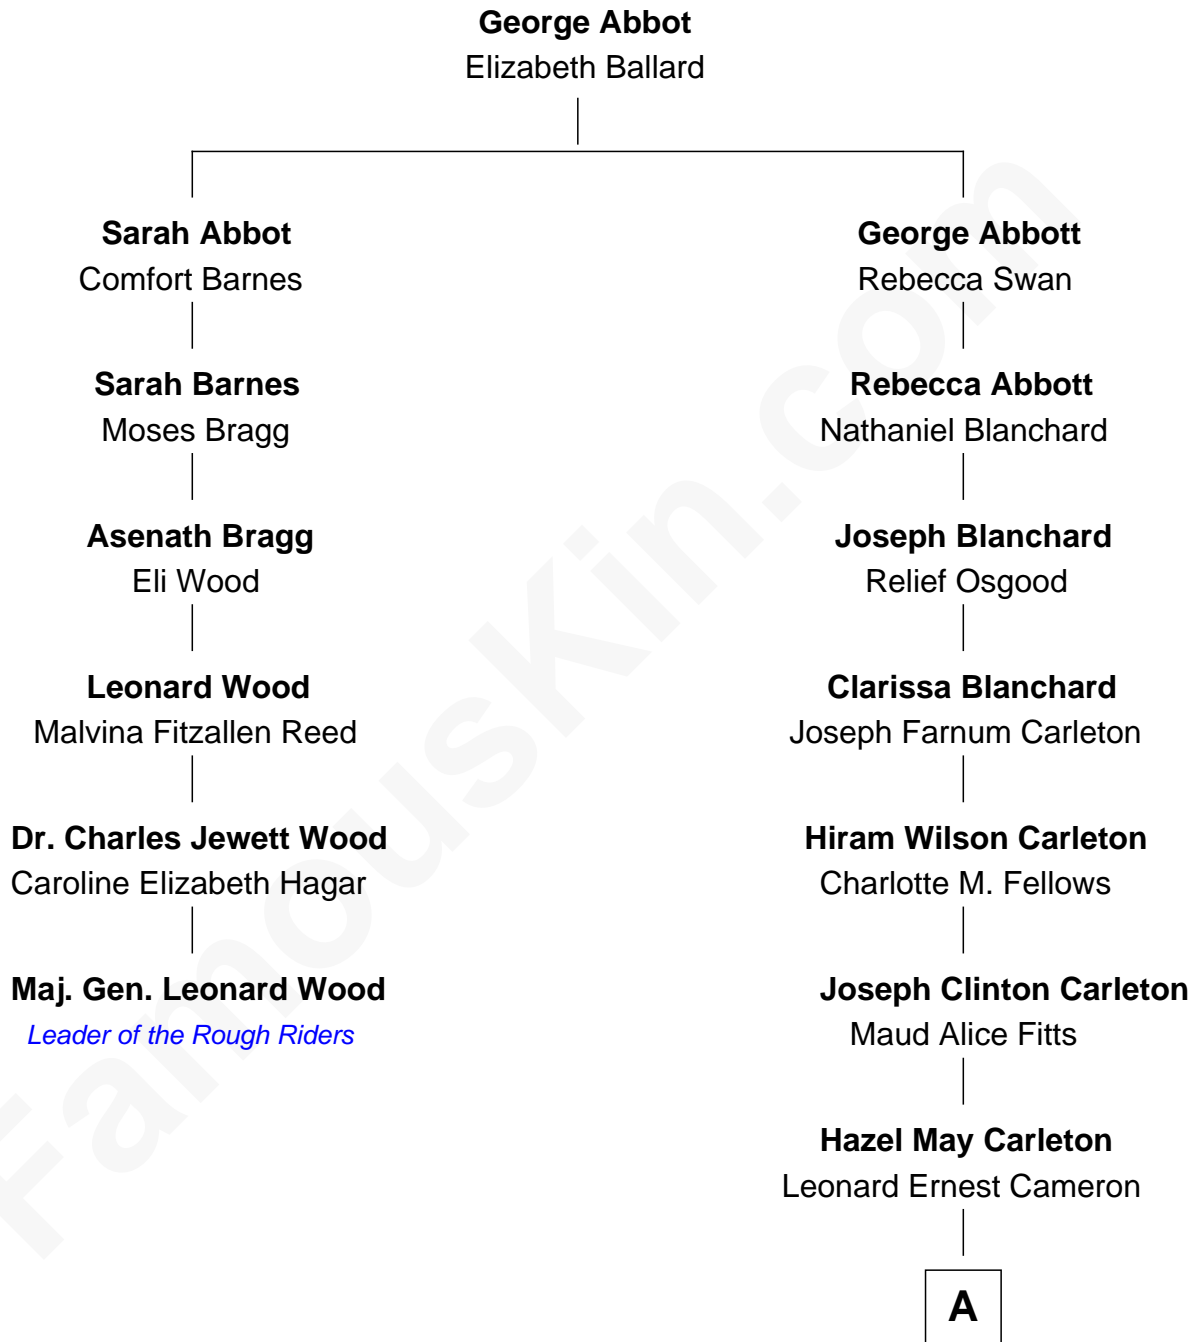 George Abbot
Elizabeth Ballard
Sarah Abbot
Comfort Barnes
Sarah Barnes
Moses Bragg
Asenath Bragg
Eli Wood
Leonard Wood
Malvina Fitzallen Reed
Dr. Charles Jewett Wood
Caroline Elizabeth Hagar
Maj. Gen. Leonard Wood
Leader of the Rough Riders
George Abbott
Rebecca Swan
Rebecca Abbott
Nathaniel Blanchard
Joseph Blanchard
Relief Osgood
Clarissa Blanchard
Joseph Farnum Carleton
Hiram Wilson Carleton
Charlotte M. Fellows
Joseph Clinton Carleton
Maud Alice Fitts
Hazel May Carleton
Leonard Ernest Cameron
A
FamousKin.com